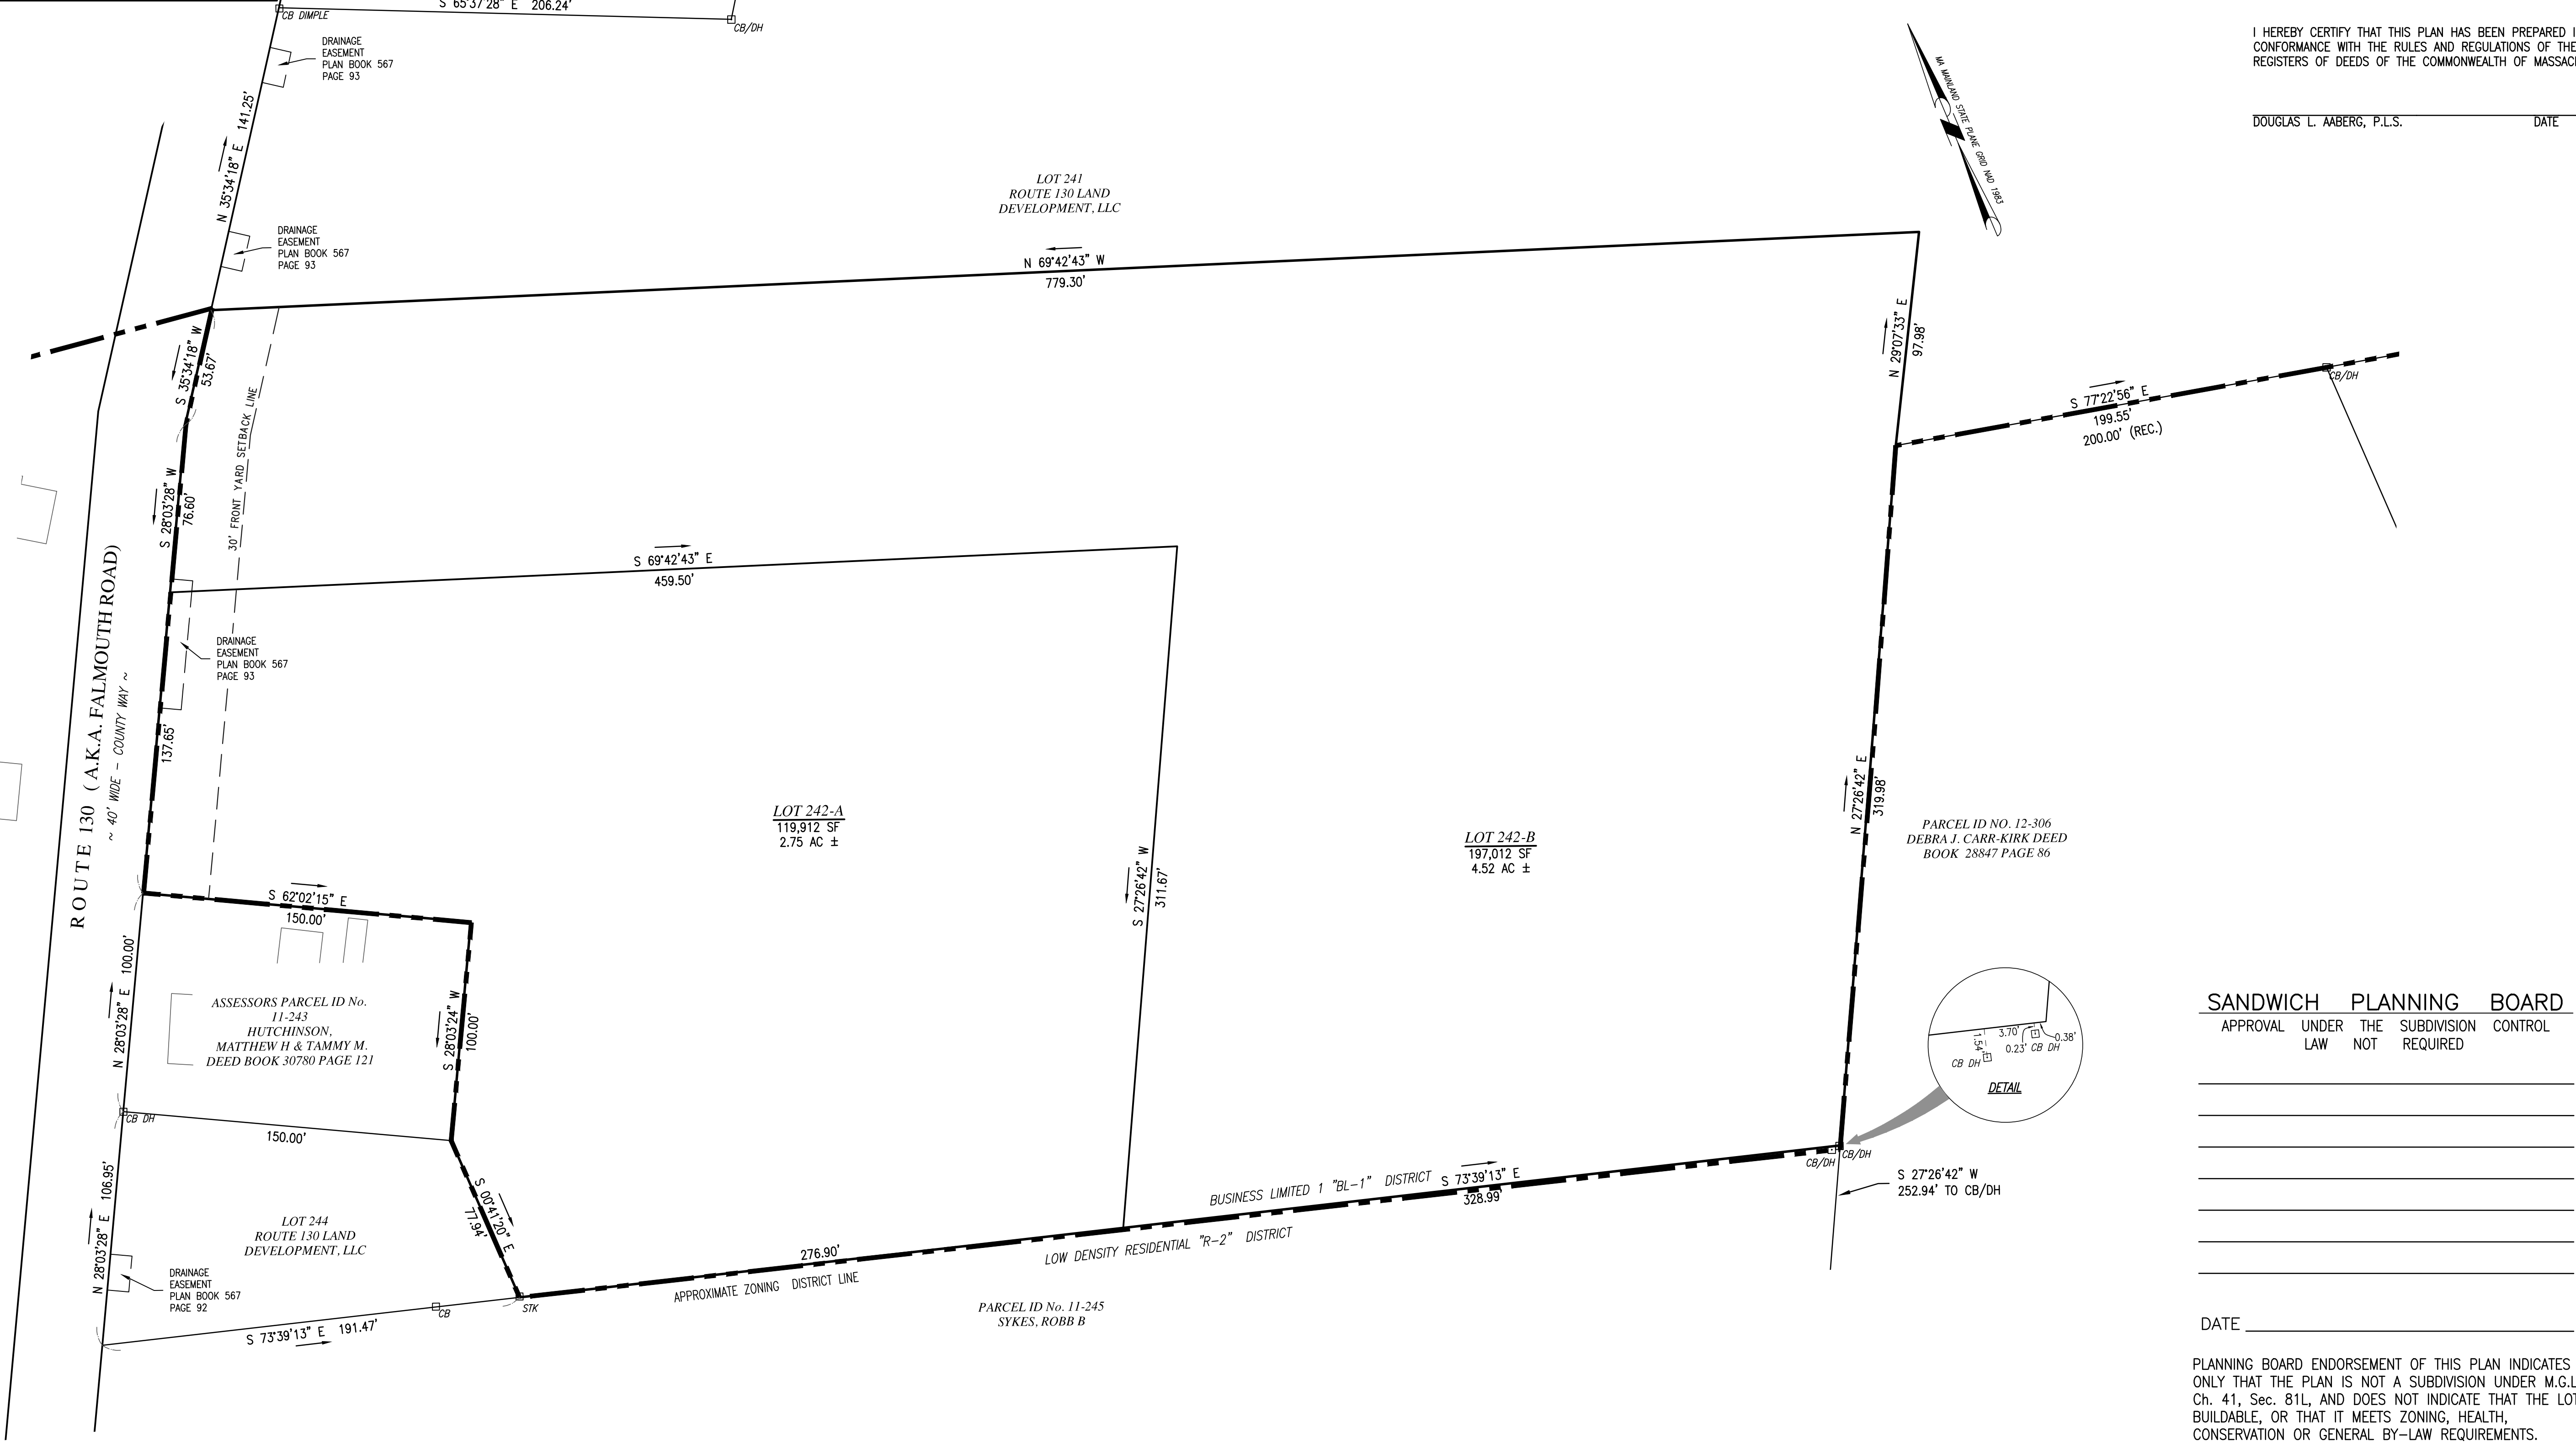 S 65°37'28" E 206.24'
CB DIMPLE
CB/DH
DRAINAGE
EASEMENT
PLAN BOOK 567
PAGE 93
N 35°34'18" E 141.25'
DRAINAGE
EASEMENT
PLAN BOOK 567
PAGE 93
LOT 241
ROUTE 130 LAND
DEVELOPMENT, LLC
MA MAINLAND STATE PLANE GRID NAD 1983
I HEREBY CERTIFY THAT THIS PLAN HAS BEEN PREPARED
CONFORMANCE WITH THE RULES AND REGULATIONS OF THE
REGISTERS OF DEEDS OF THE COMMONWEALTH OF
DOUGLAS L. AABERG, P.L.S. DATE
N 69°42'43" W
779.30'
S 35°34'18" W
53.67'
30' FRONT YARD SETBACK LINE
N 29°07'33" E
97.98'
S 77°22'56" E
199.55'
200.00' (REC.)
CB/DH
S 28°03'28" W
76.60'
S 69°42'43" E
459.50'
DRAINAGE
EASEMENT
PLAN BOOK 567
PAGE 93
137.65'
ROUTE 130 ( A.K.A. FALMOUTH ROAD)
~ 40' WIDE - COUNTY WAY ~
LOT 242-A
119,912 SF
2.75 AC ±
S 27°26'42" W
311.67'
LOT 242-B
197,012 SF
4.52 AC ±
N 27°26'42" E
319.98'
PARCEL ID NO. 12-306
DEBRA J. CARR-KIRK DEED
BOOK 28847 PAGE 86
S 62°02'15" E
150.00'
N 28°03'28" E 100.00'
ASSESSORS PARCEL ID No.
11-243
HUTCHINSON,
MATTHEW H & TAMMY M.
DEED BOOK 30780 PAGE 121
S 28°03'24" W
100.00'
CB DH
150.00'
N 28°03'28" E 106.95'
LOT 244
ROUTE 130 LAND
DEVELOPMENT, LLC
S 00°41'20" E
77.94'
DRAINAGE
EASEMENT
PLAN BOOK 567
PAGE 92
S 73°39'13" E 191.47'
CB
STK
276.90'
APPROXIMATE ZONING DISTRICT LINE
BUSINESS LIMITED 1 "BL-1" DISTRICT
LOW DENSITY RESIDENTIAL "R-2" DISTRICT
S 73°39'13" E
328.99'
PARCEL ID No. 11-245
SYKES, ROBB B
CB/DH
CB/DH
S 27°26'42" W
252.94' TO CB/DH
1.54'
3.70'
0.38'
0.23' CB DH
CB DH
DETAIL
SANDWICH PLANNING BOARD
APPROVAL UNDER THE SUBDIVISION CONTROL
LAW NOT REQUIRED
DATE
PLANNING BOARD ENDORSEMENT OF THIS PLAN INDICATES
ONLY THAT THE PLAN IS NOT A SUBDIVISION UNDER M.G.L
Ch. 41, Sec. 81L, AND DOES NOT INDICATE THAT THE LOT
BUILDABLE, OR THAT IT MEETS ZONING, HEALTH,
CONSERVATION OR GENERAL BY-LAW REQUIREMENTS.